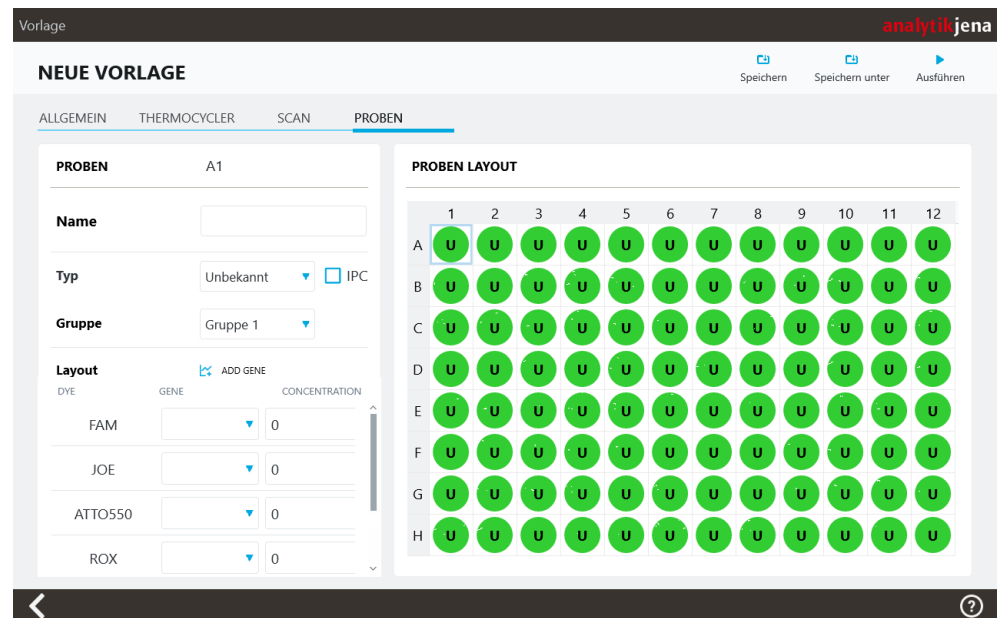 Vorlage analytikjena
NEUE VORLAGE
Speichern Speichern unter Ausführen
ALLGEMEIN THERMOCYCLER SCAN PROBEN
PROBEN A1
Name
Typ Unbekannt IPC
Gruppe Gruppe 1
Layout ADD GENE
DYE GENE CONCENTRATION
FAM 0
JOE 0
ATTO550 0
ROX 0
PROBEN LAYOUT
1 2 3 4 5 6 7 8 9 10 11 12
A U U U U U U U U U U U U
B U U U U U U U U U U U U
C U U U U U U U U U U U U
D U U U U U U U U U U U U
E U U U U U U U U U U U U
F U U U U U U U U U U U U
G U U U U U U U U U U U U
H U U U U U U U U U U U U
?